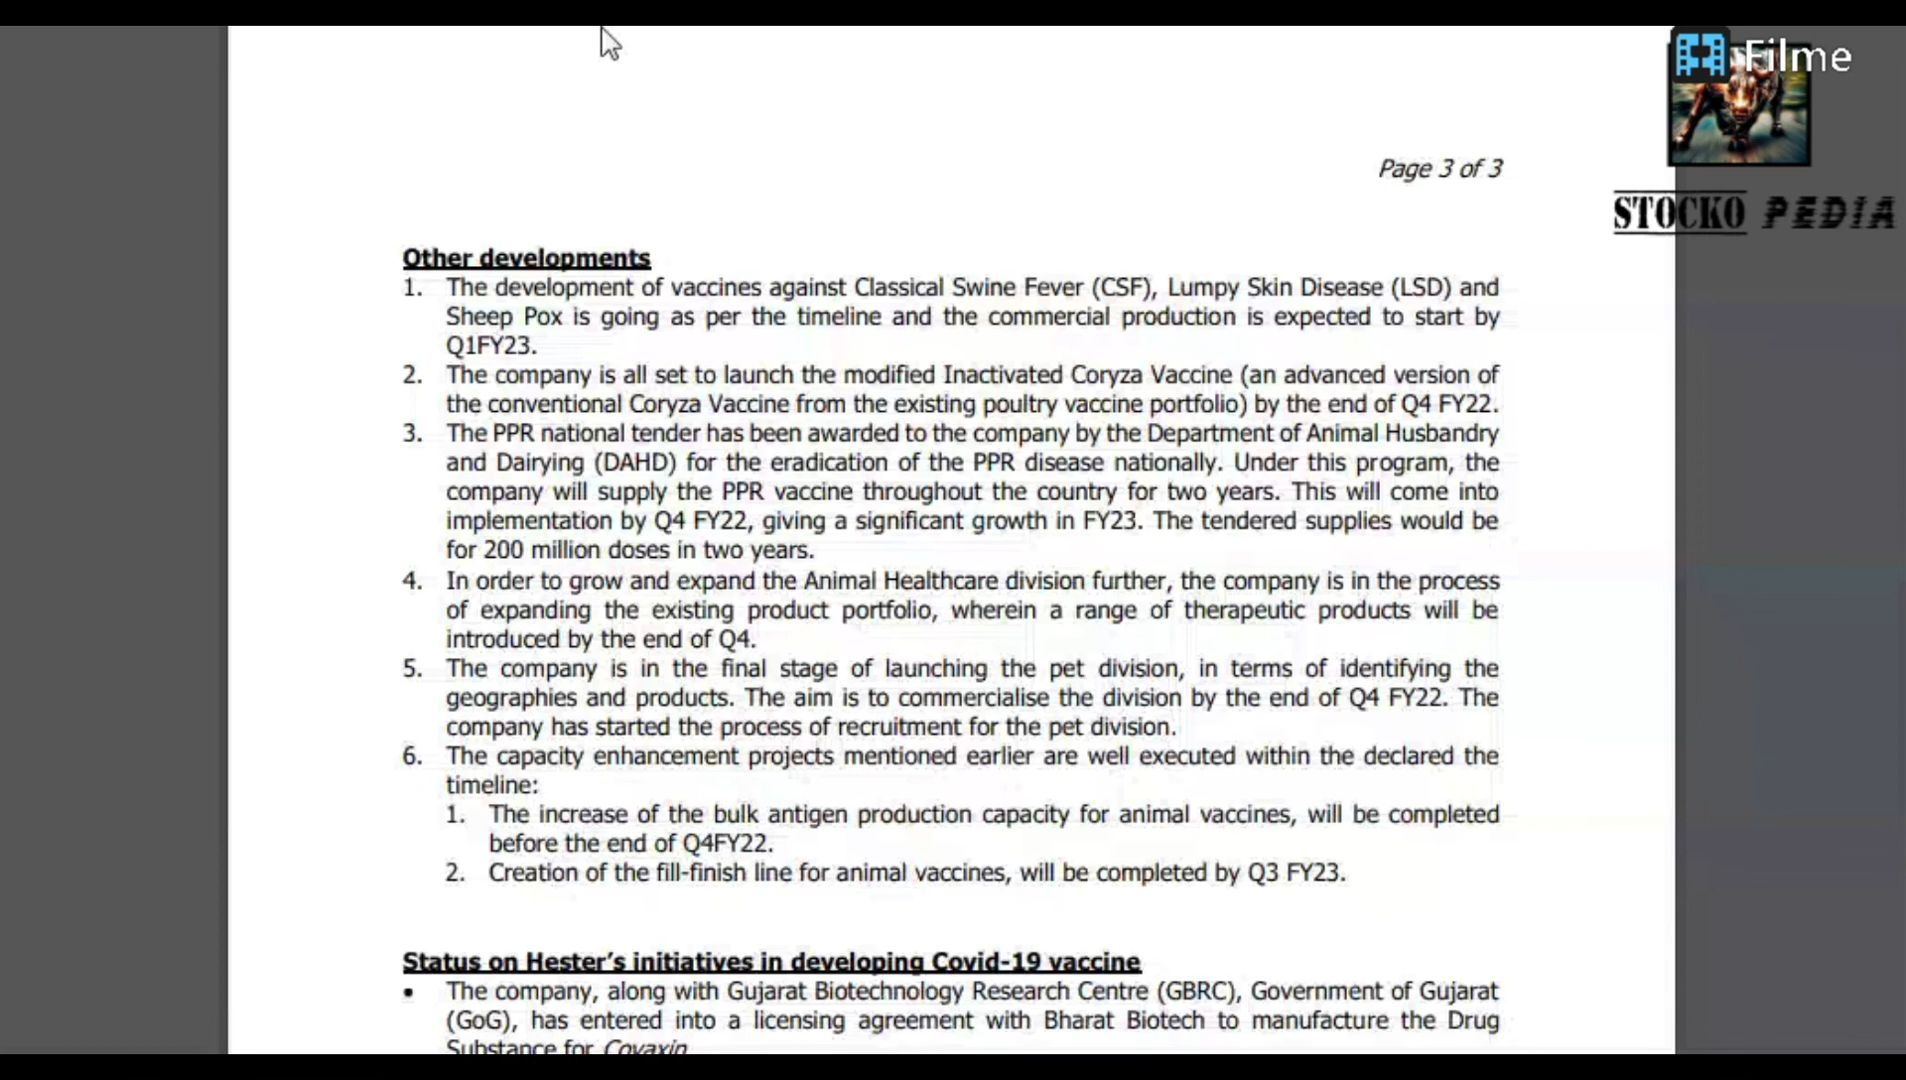 Filme
STOCKO PEDIA
Page 3 of 3
Other developments
1. The development of vaccines against Classical Swine Fever (CSF), Lumpy Skin Disease (LSD) and
Sheep Pox is going as per the timeline and the commercial production is expected to start by
Q1FY23.
2. The company is all set to launch the modified Inactivated Coryza Vaccine (an advanced version of
the conventional Coryza Vaccine from the existing poultry vaccine portfolio) by the end of Q4 FY22.
3. The PPR national tender has been awarded to the company by the Department of Animal Husbandry
and Dairying (DAHD) for the eradication of the PPR disease nationally. Under this program, the
company will supply the PPR vaccine throughout the country for two years. This will come into
implementation by Q4 FY22, giving a significant growth in FY23. The tendered supplies would be
for 200 million doses in two years.
4. In order to grow and expand the Animal Healthcare division further, the company is in the process
of expanding the existing product portfolio, wherein a range of therapeutic products will be
introduced by the end of Q4.
5. The company is in the final stage of launching the pet division, in terms of identifying the
geographies and products. The aim is to commercialise the division by the end of Q4 FY22. The
company has started the process of recruitment for the pet division.
6. The capacity enhancement projects mentioned earlier are well executed within the declared the
timeline:
1. The increase of the bulk antigen production capacity for animal vaccines, will be completed
before the end of Q4FY22.
2. Creation of the fill-finish line for animal vaccines, will be completed by Q3 FY23.
Status on Hester's initiatives in developing Covid-19 vaccine
• The company, along with Gujarat Biotechnology Research Centre (GBRC), Government of Gujarat
(GoG), has entered into a licensing agreement with Bharat Biotech to manufacture the Drug
Substance for Covaxin